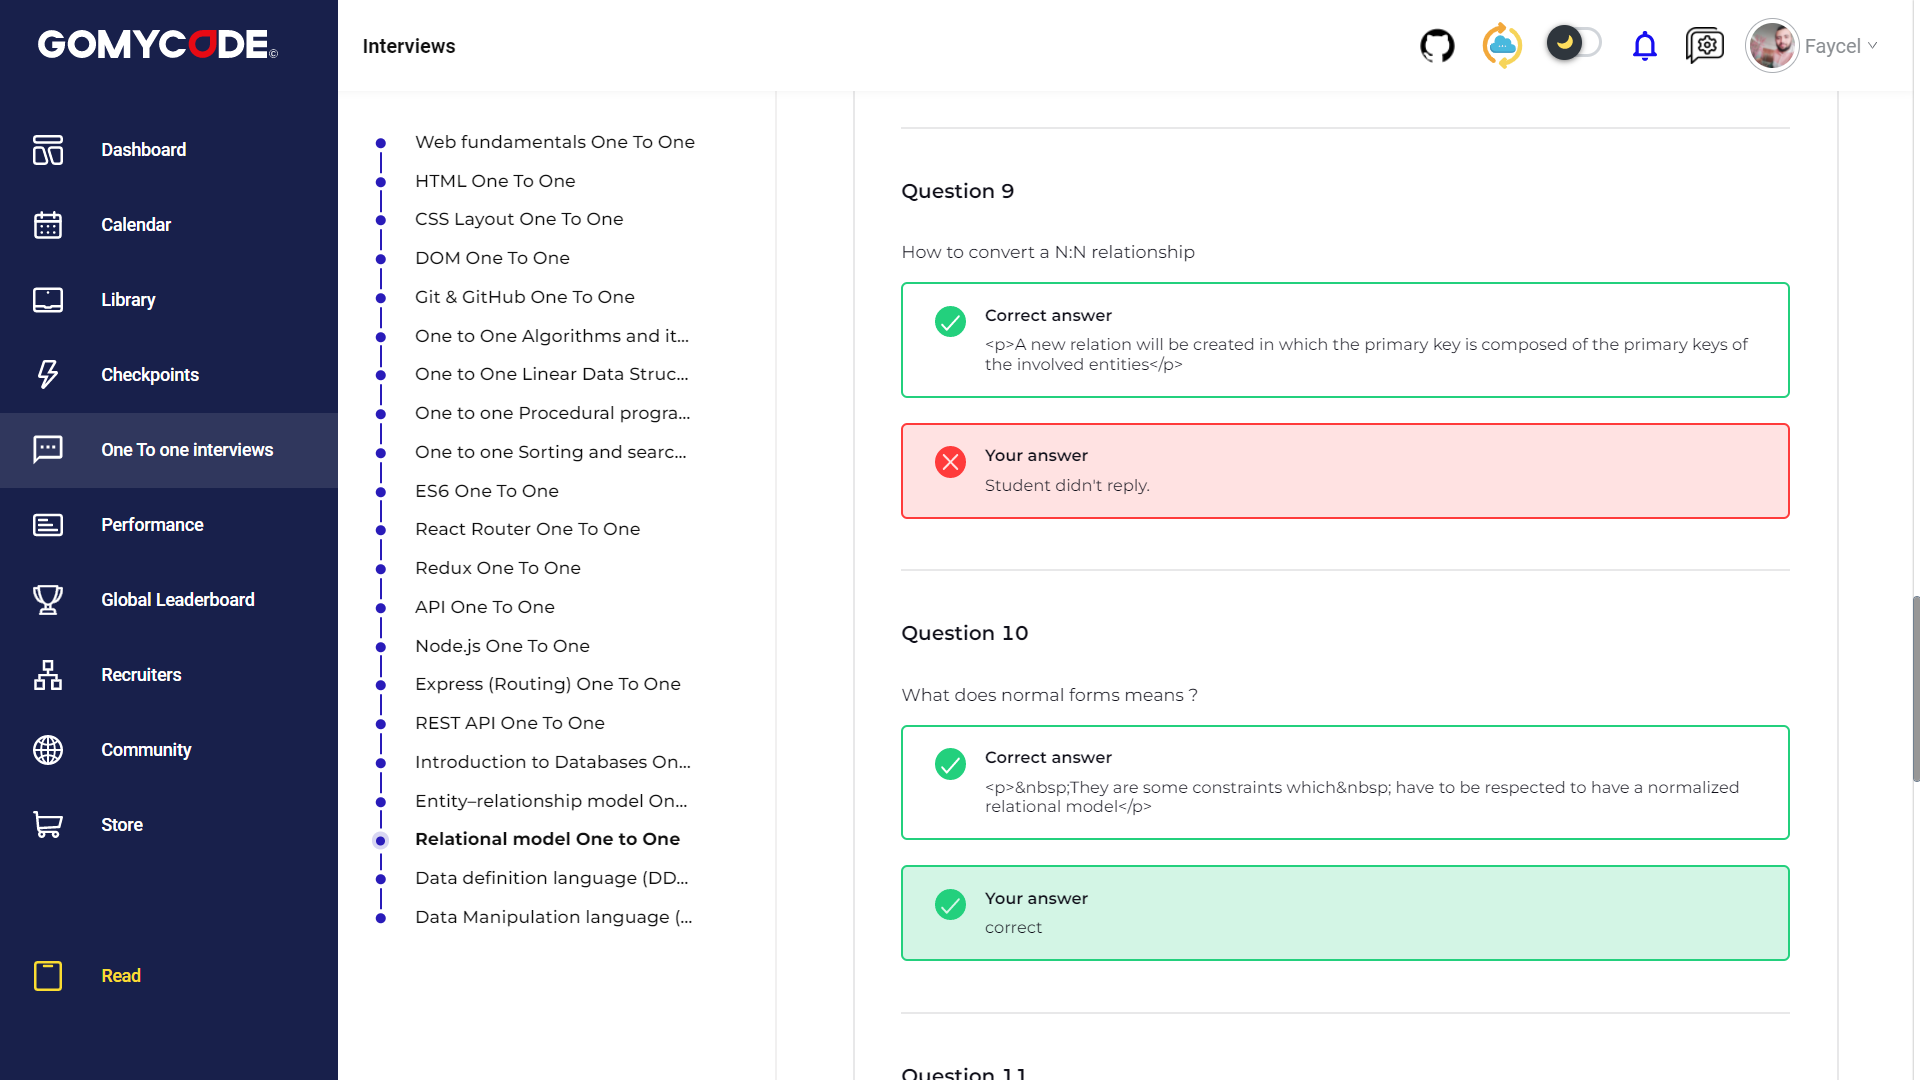 GOMYCODE©
Dashboard
Calendar
Library
Checkpoints
One To one interviews
Performance
Global Leaderboard
Recruiters
Community
Store
Read
Interviews
Faycel
Web fundamentals One To One
HTML One To One
CSS Layout One To One
DOM One To One
Git & GitHub One To One
One to One Algorithms and it...
One to One Linear Data Struc...
One to one Procedural progra...
One to one Sorting and searc...
ES6 One To One
React Router One To One
Redux One To One
API One To One
Node.js One To One
Express (Routing) One To One
REST API One To One
Introduction to Databases On...
Entity–relationship model On...
Relational model One to One
Data definition language (DD...
Data Manipulation language (...
Question 9
How to convert a N:N relationship
Correct answer
<p>A new relation will be created in which the primary key is composed of the primary keys of
the involved entities</p>
Your answer
Student didn't reply.
Question 10
What does normal forms means ?
Correct answer
<p>&nbsp;They are some constraints which&nbsp; have to be respected to have a normalized
relational model</p>
Your answer
correct
Question 11